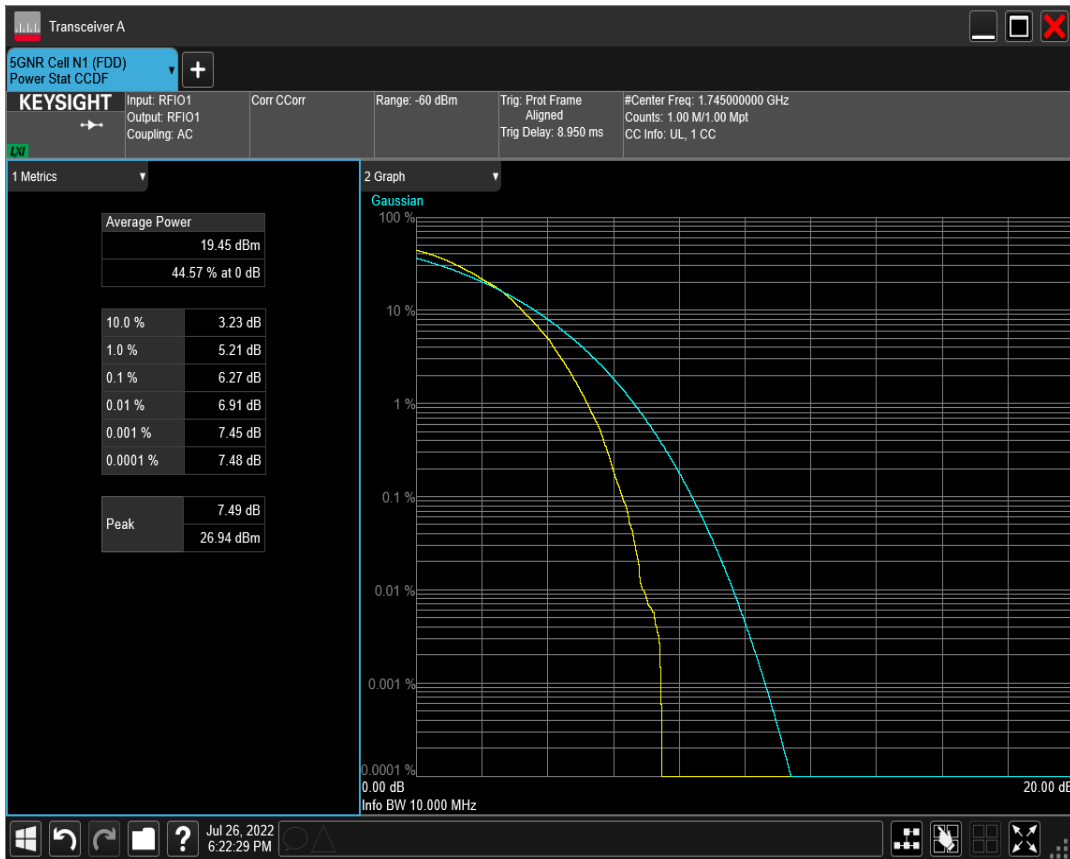 Transceiver A
5GNR Cell N1 (FDD)
Power Stat CCDF
KEYSIGHT
LXI
Input: RFIO1
Output: RFIO1
Coupling: AC
Corr CCorr
Range: -60 dBm
Trig: Prot Frame
Aligned
Trig Delay: 8.950 ms
#Center Freq: 1.745000000 GHz
Counts: 1.00 M/1.00 Mpt
CC Info: UL, 1 CC
1 Metrics
Average Power
19.45 dBm
44.57 % at 0 dB
10.0 % 3.23 dB
1.0 % 5.21 dB
0.1 % 6.27 dB
0.01 % 6.91 dB
0.001 % 7.45 dB
0.0001 % 7.48 dB
Peak 7.49 dB
26.94 dBm
2 Graph
Gaussian
100 %
10 %
1 %
0.1 %
0.01 %
0.001 %
0.0001 %
0.00 dB 20.00 dB
Info BW 10.000 MHz
? Jul 26, 2022
6:22:29 PM